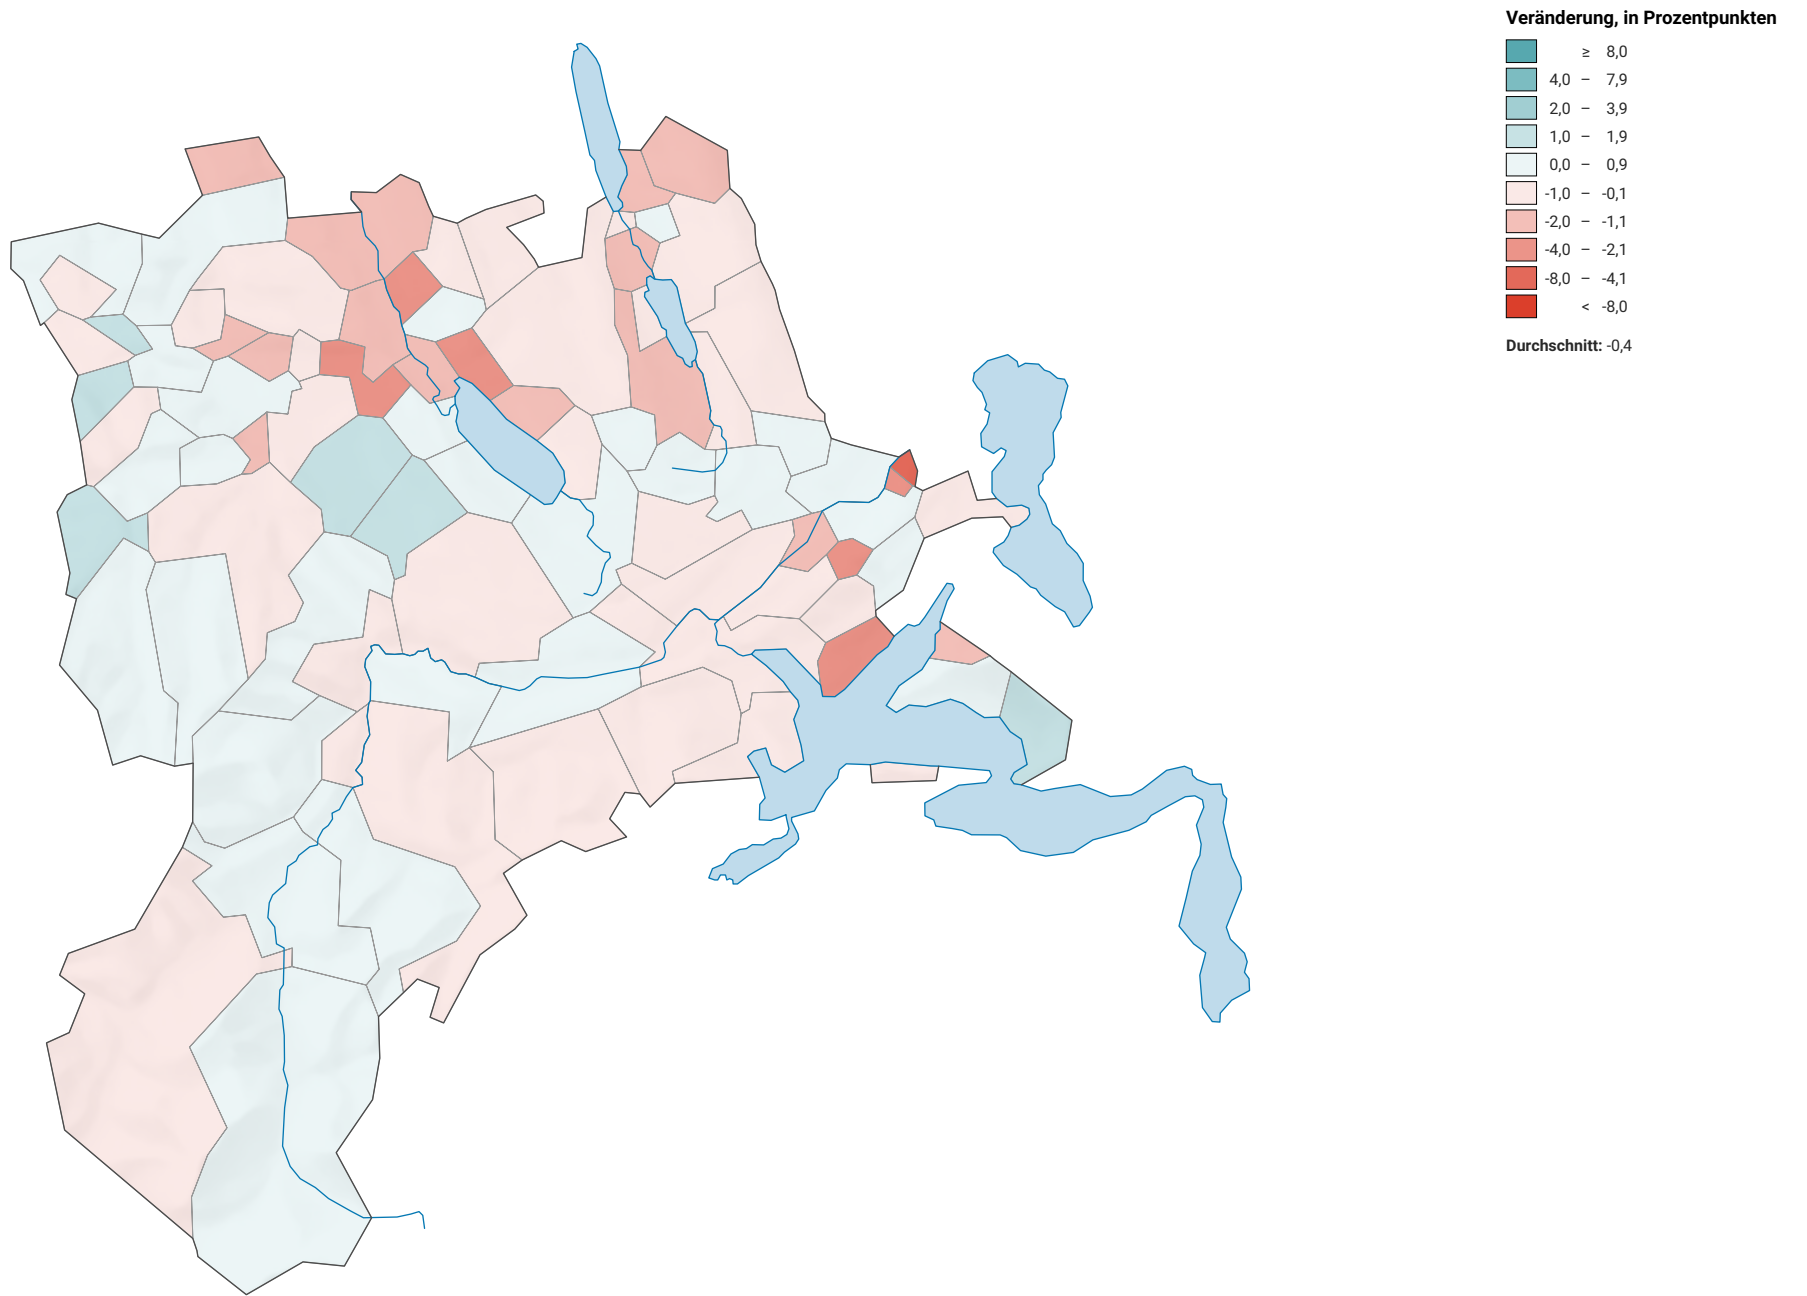 Veränderung, in Prozentpunkten
≥ 8,0
4,0 – 7,9
2,0 – 3,9
1,0 – 1,9
0,0 – 0,9
-1,0 – -0,1
-2,0 – -1,1
-4,0 – -2,1
-8,0 – -4,1
< -8,0
Durchschnitt: -0,4